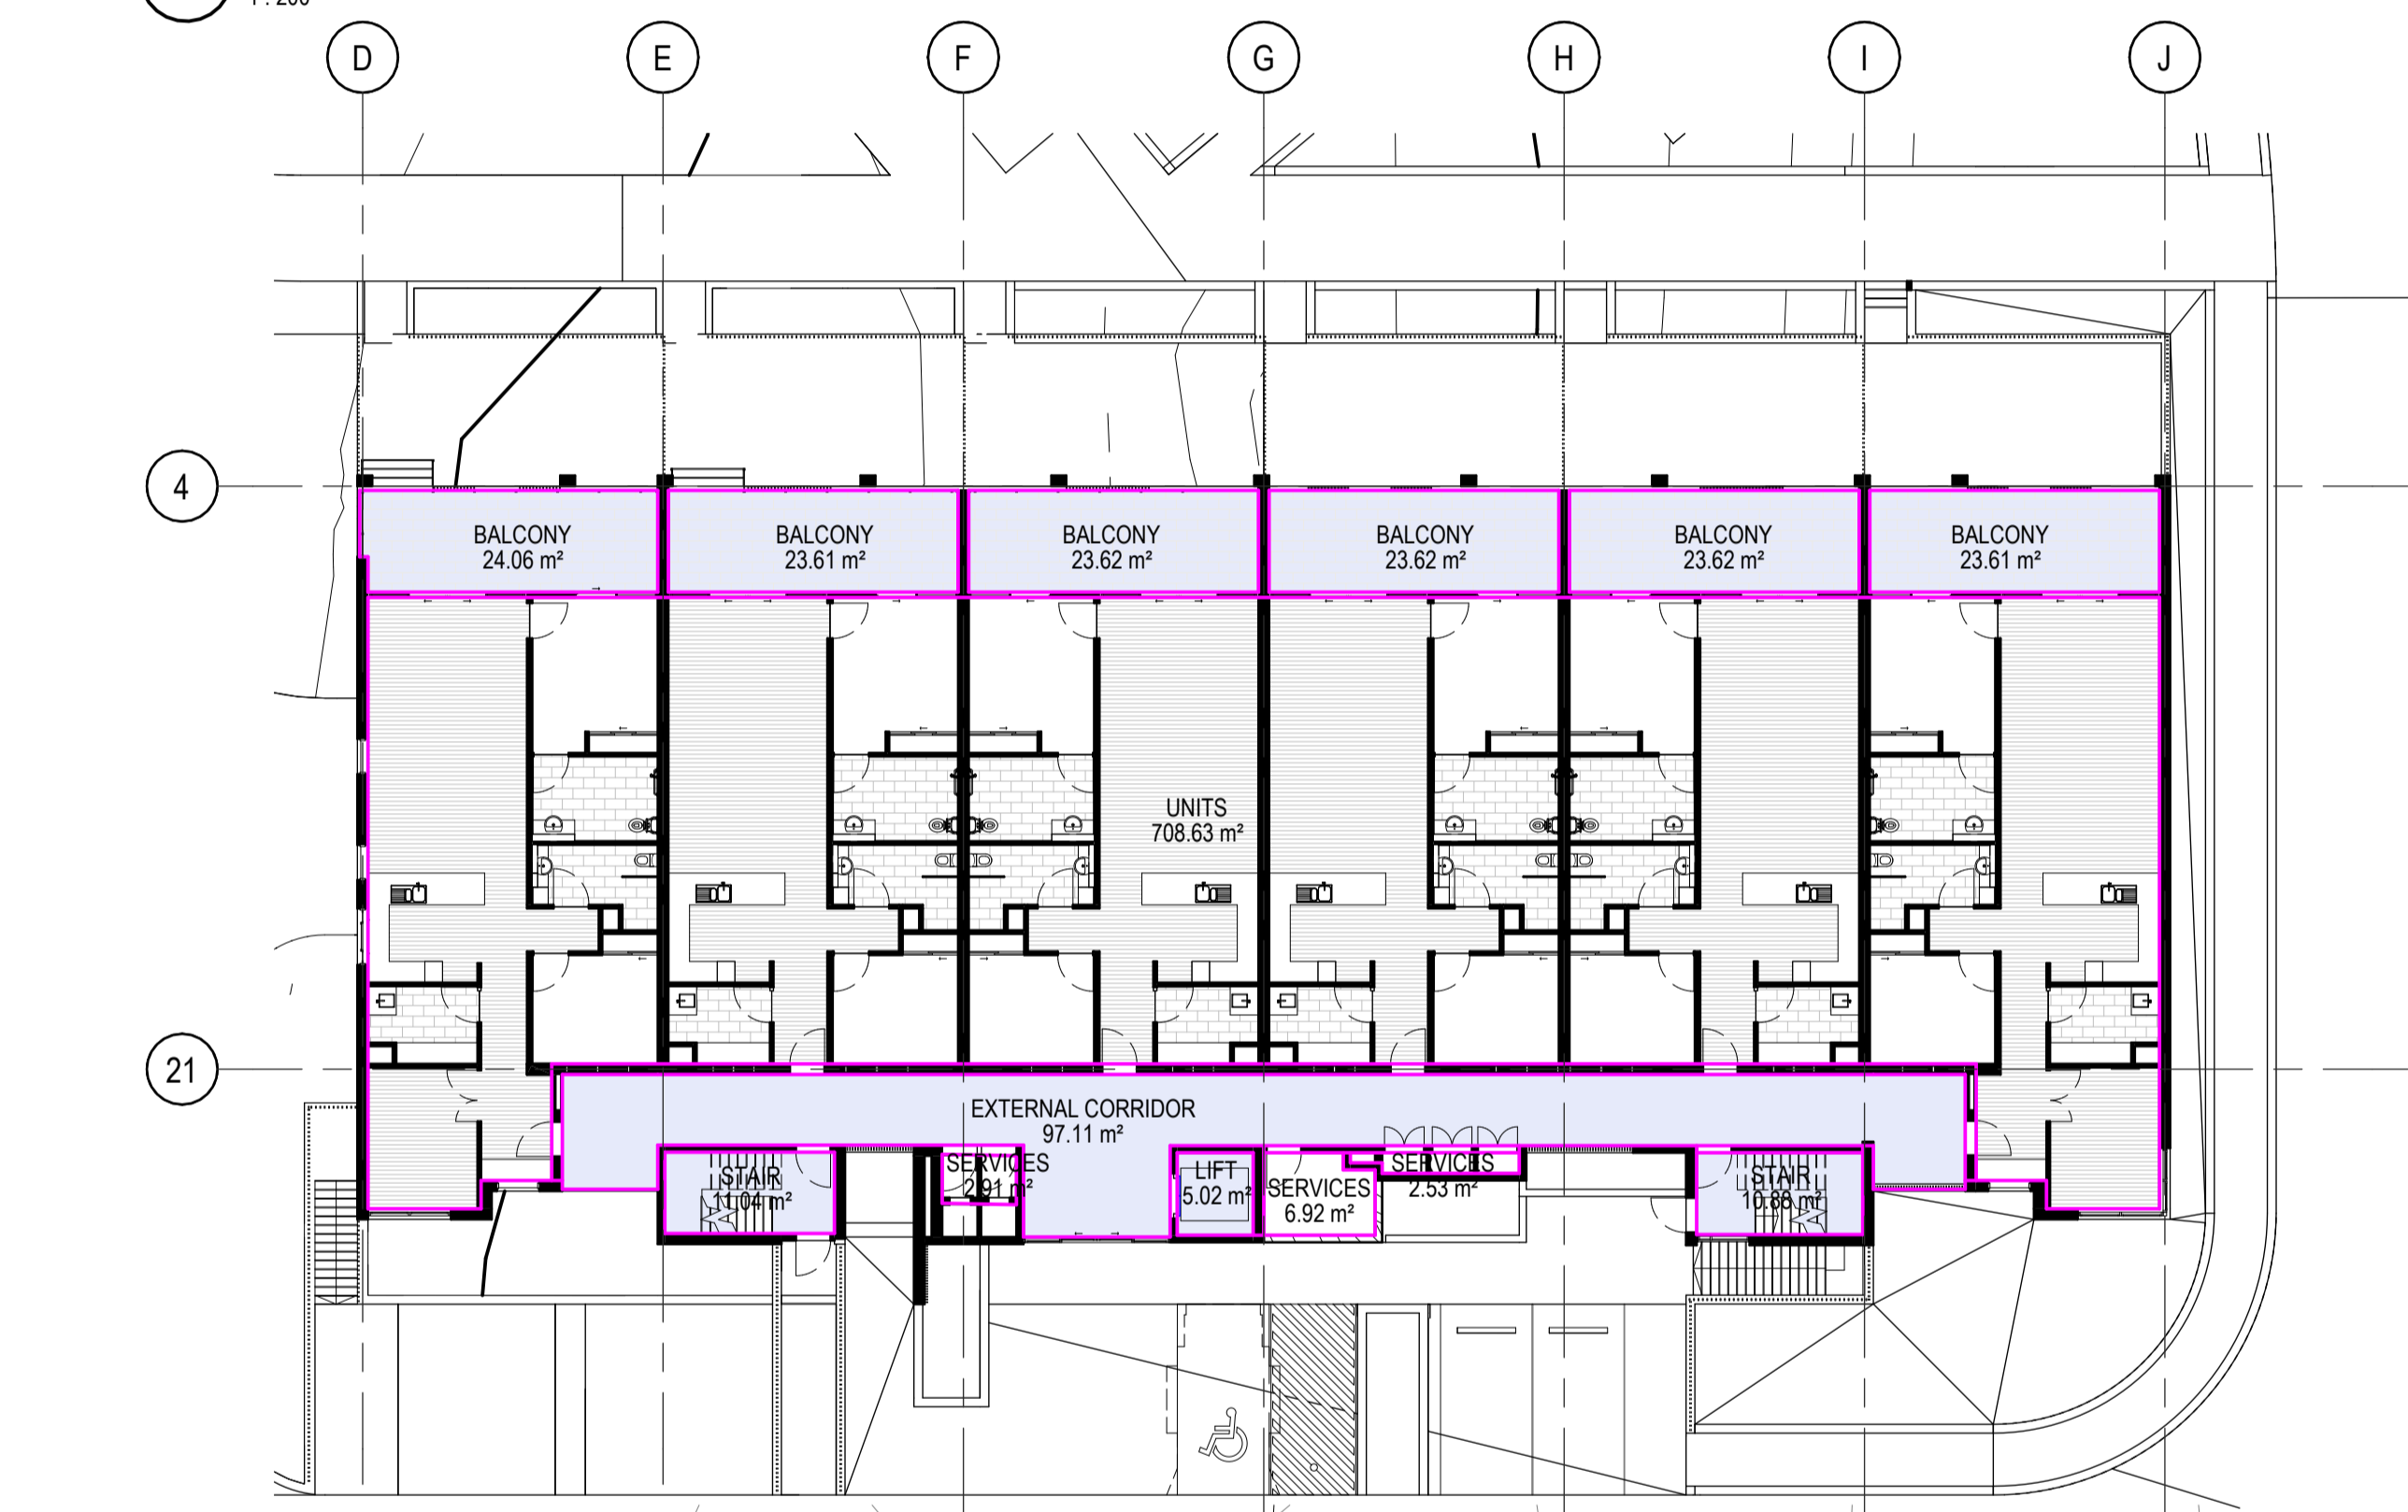 1 : 200
D E F G H I J
4
BALCONY
24.06 m²
BALCONY
23.61 m²
BALCONY
23.62 m²
BALCONY
23.62 m²
BALCONY
23.62 m²
BALCONY
23.61 m²
UNITS
708.63 m²
21
EXTERNAL CORRIDOR
97.11 m²
STAIR
11.04 m²
SERVICES
2.91 m²
LIFT
5.02 m²
SERVICES
6.92 m²
SERVICES
2.53 m²
STAIR
10.88 m²